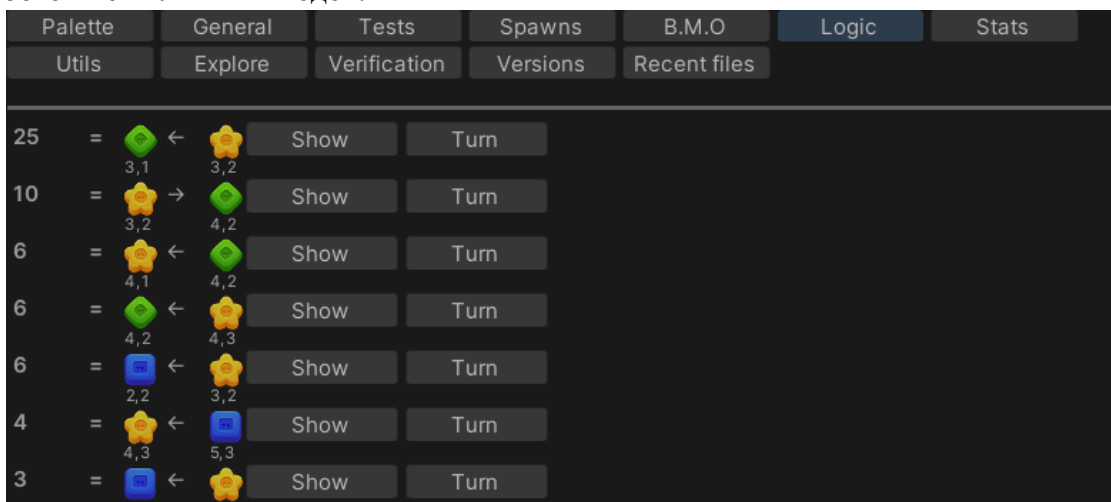 Palette General Tests Spawns B.M.O Logic Stats
Utils Explore Verification Versions Recent files
25 = ← Show Turn
3,1 3,2
10 = → Show Turn
3,2 4,2
6 = ← Show Turn
4,1 4,2
6 = ← Show Turn
4,2 4,3
6 = ← Show Turn
2,2 3,2
4 = ← Show Turn
4,3 5,3
3 = ← Show Turn